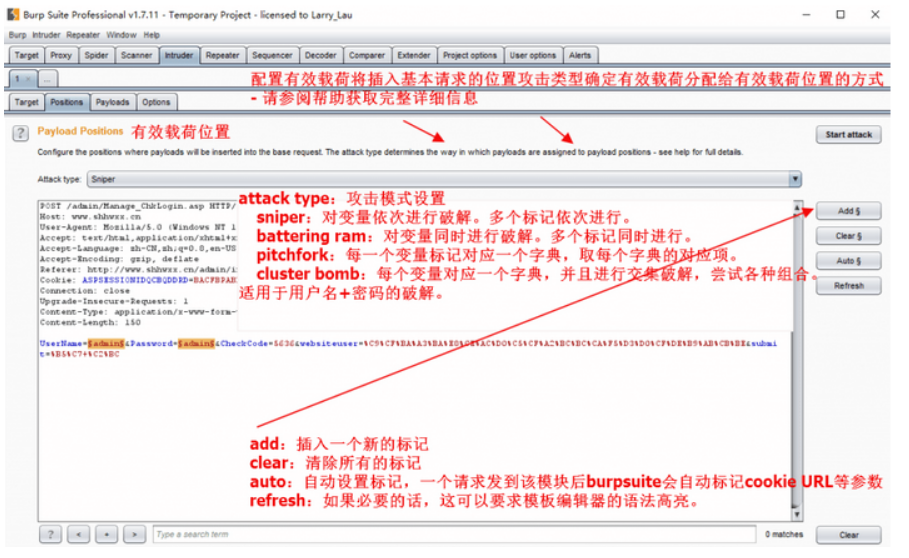 Burp Suite Professional v1.7.11 - Temporary Project - licensed to Larry_Lau
Burp Intruder Repeater Window Help
Target Proxy Spider Scanner Intruder Repeater Sequencer Decoder Comparer Extender Project options User options Alerts
1 × ...
配置有效载荷将插入基本请求的位置攻击类型确定有效载荷分配给有效载荷位置的方式
- 请参阅帮助获取完整详细信息
Target Positions Payloads Options
? Payload Positions 有效载荷位置
Start attack
Configure the positions where payloads will be inserted into the base request. The attack type determines the way in which payloads are assigned to payload positions - see help for full details.
Attack type: Sniper
attack type：攻击模式设置
sniper：对变量依次进行破解。多个标记依次进行。
battering ram：对变量同时进行破解。多个标记同时进行。
pitchfork：每一个变量标记对应一个字典，取每个字典的对应项。
cluster bomb：每个变量对应一个字典，并且进行交集破解，尝试各种组合。
适用于用户名+密码的破解。
POST /admin/Manage_ChkLogin.asp HTTP/
Host: www.shhwxx.cn
User-Agent: Mozilla/5.0 (Windows NT 1
Accept: text/html,application/xhtml+x
Accept-Language: zh-CN,zh;q=0.8,en-US
Accept-Encoding: gzip, deflate
Referer: http://www.shhwxx.cn/admin/i
Connection: close
Upgrade-Insecure-Requests: 1
Content-Type: application/x-www-form-
Content-Length: 150
Add §
Clear §
Auto §
Refresh
UserName=§admin§&Password=§admin§&CheckCode=5636&websiteuser=
t=%B5%C7+%C2%BC
add：插入一个新的标记
clear：清除所有的标记
auto：自动设置标记，一个请求发到该模块后burpsuite会自动标记cookie URL等参数
refresh：如果必要的话，这可以要求模板编辑器的语法高亮。
? < + > Type a search term
0 matches
Clear